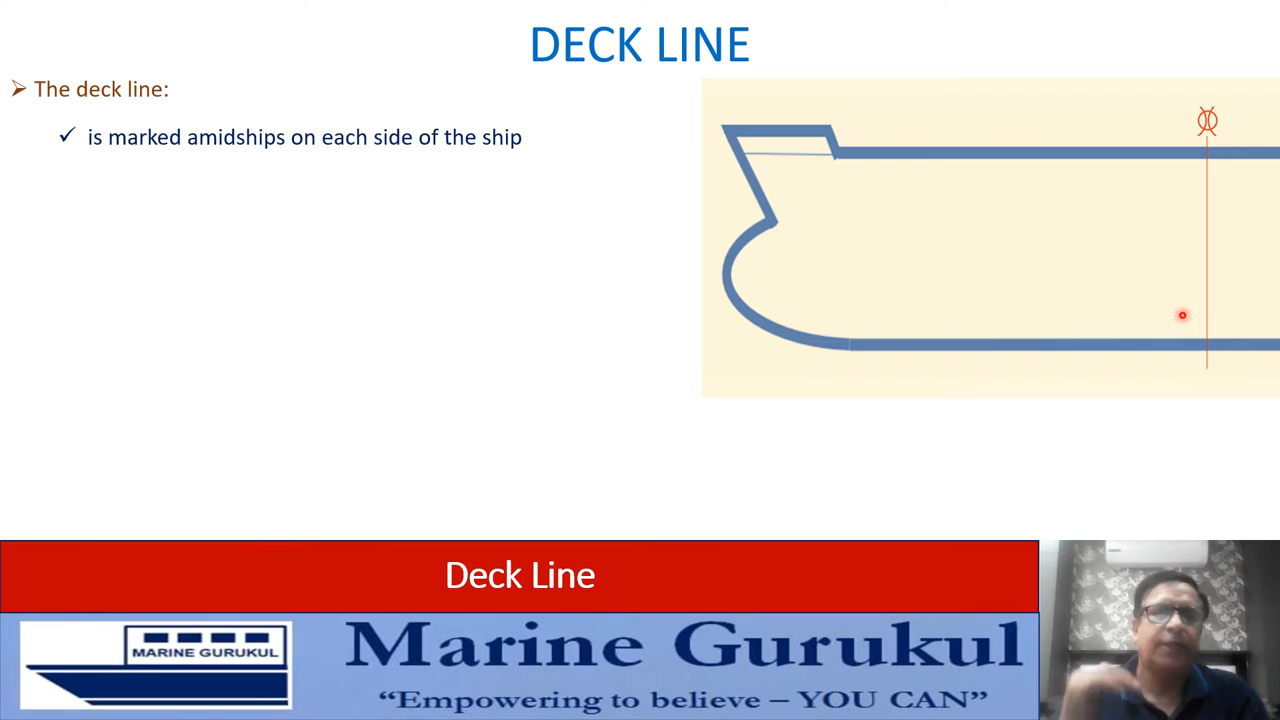 DECK LINE
The deck line:
is marked amidships on each side of the ship
Deck Line
MARINE GURUKUL
Marine Gurukul
“Empowering to believe – YOU CAN”